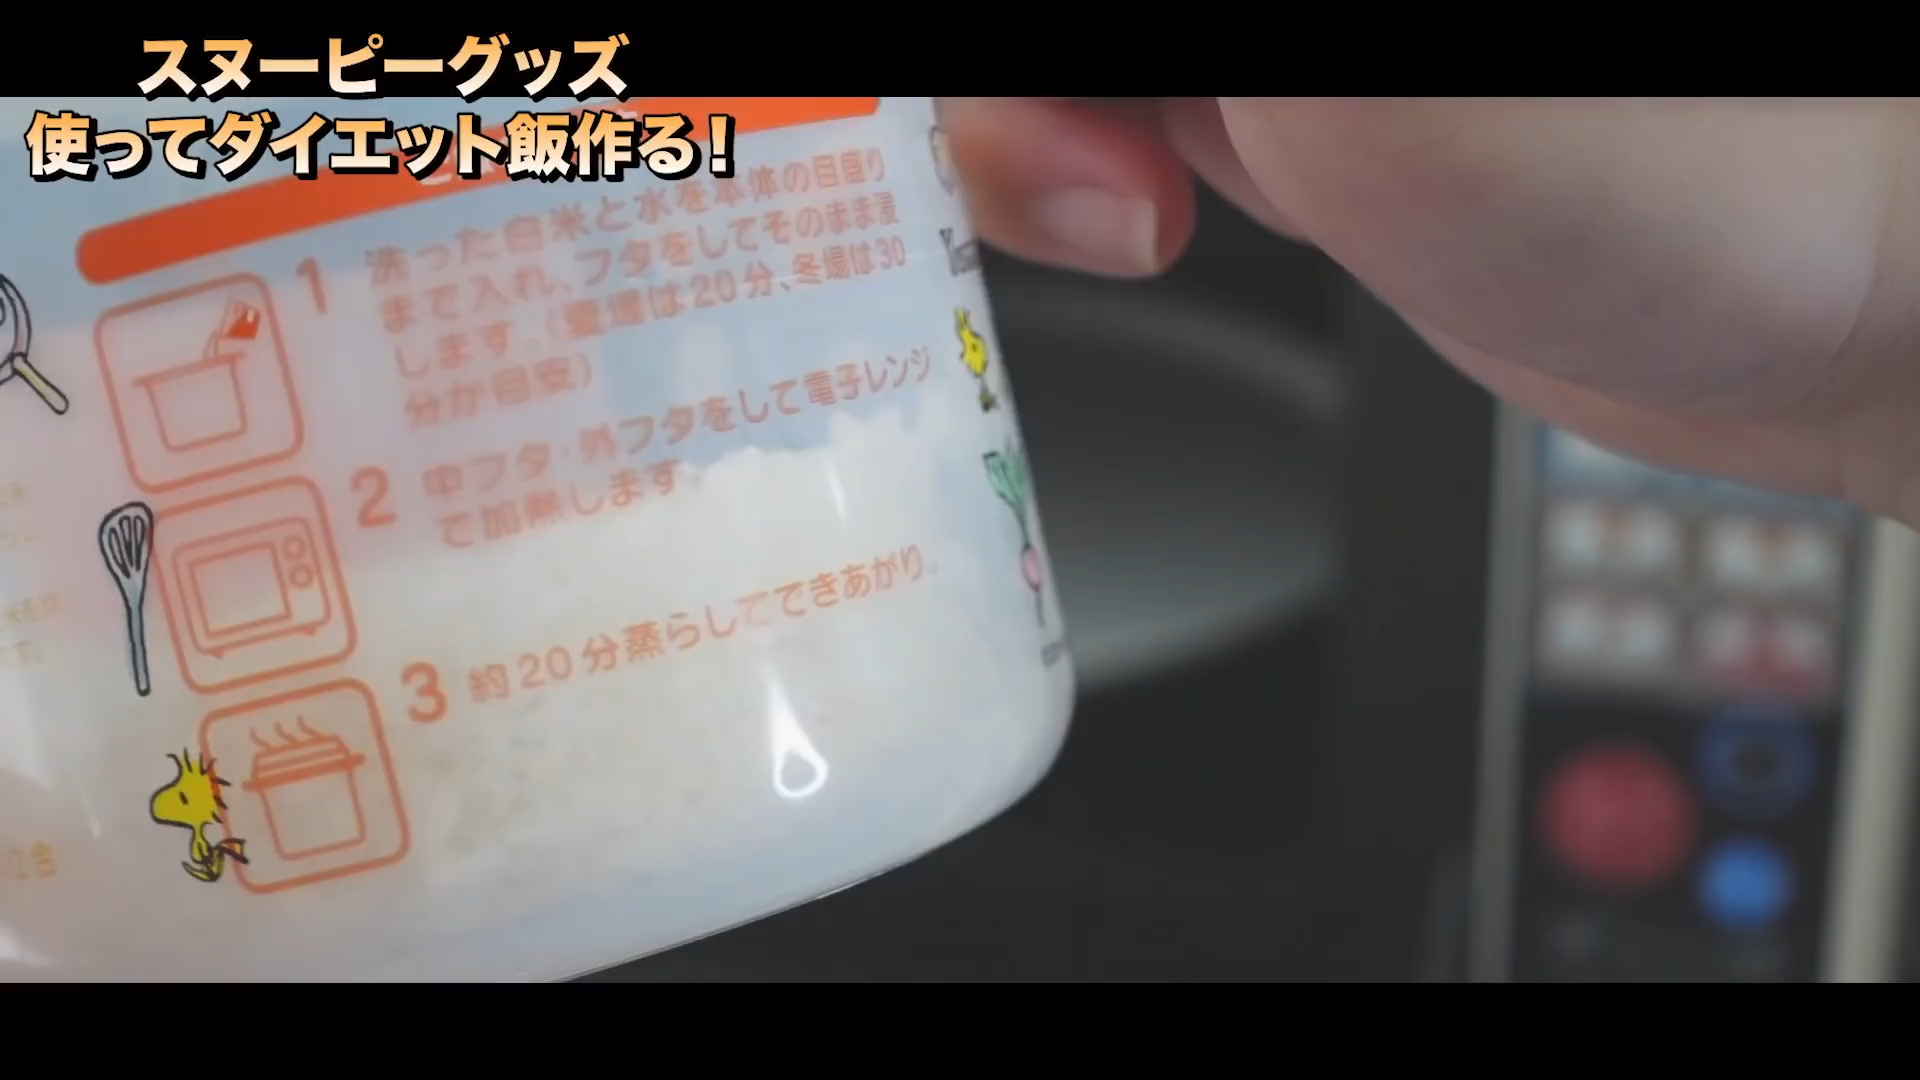 スヌーピーグッズ
使ってダイエット飯作る!
1 洗った白米と水を本体の目盛り
まで入れ、フタをしてそのまま浸
します。(夏場は20分、冬場は30
分が目安)
2 中フタ・外フタをして電子レンジ
で加熱します。
3 約20分蒸らしてできあがり。